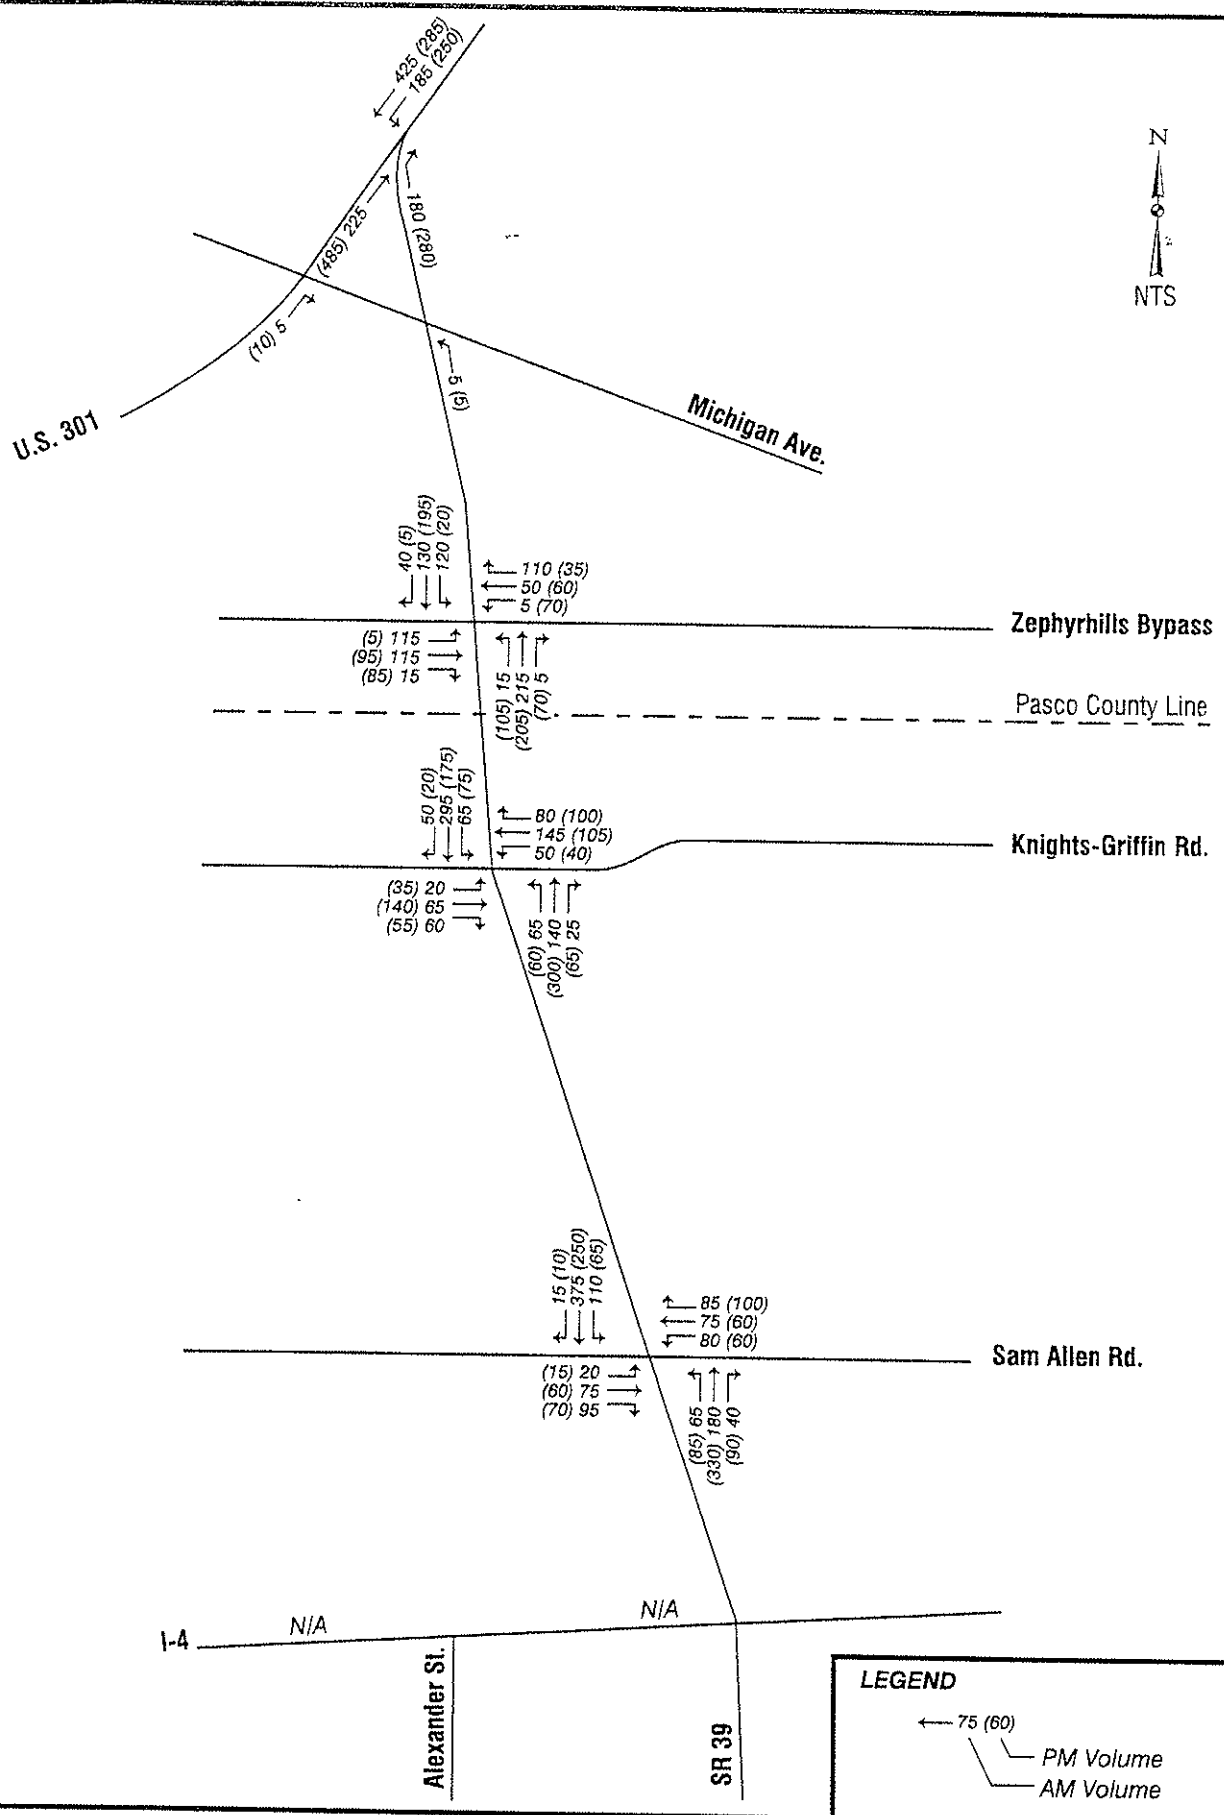 425 (285)
185 (250)
N
NTS
180 (280)
(485) 225
(10) 5
5 (5)
U.S. 301
Michigan Ave.
40 (5)
130 (195)
120 (20)
110 (35)
50 (60)
5 (70)
Zephyrhills Bypass
(5) 115
(95) 115
(85) 15
(105) 15
(205) 215
(70) 5
Pasco County Line
50 (20)
295 (175)
65 (75)
80 (100)
145 (105)
50 (40)
Knights-Griffin Rd.
(35) 20
(140) 65
(55) 60
(60) 65
(300) 140
(65) 25
15 (10)
375 (250)
110 (65)
85 (100)
75 (60)
80 (60)
Sam Allen Rd.
(15) 20
(60) 75
(70) 95
(85) 65
(330) 180
(90) 40
I-4
N/A
N/A
Alexander St.
SR 39
LEGEND
75 (60)
PM Volume
AM Volume